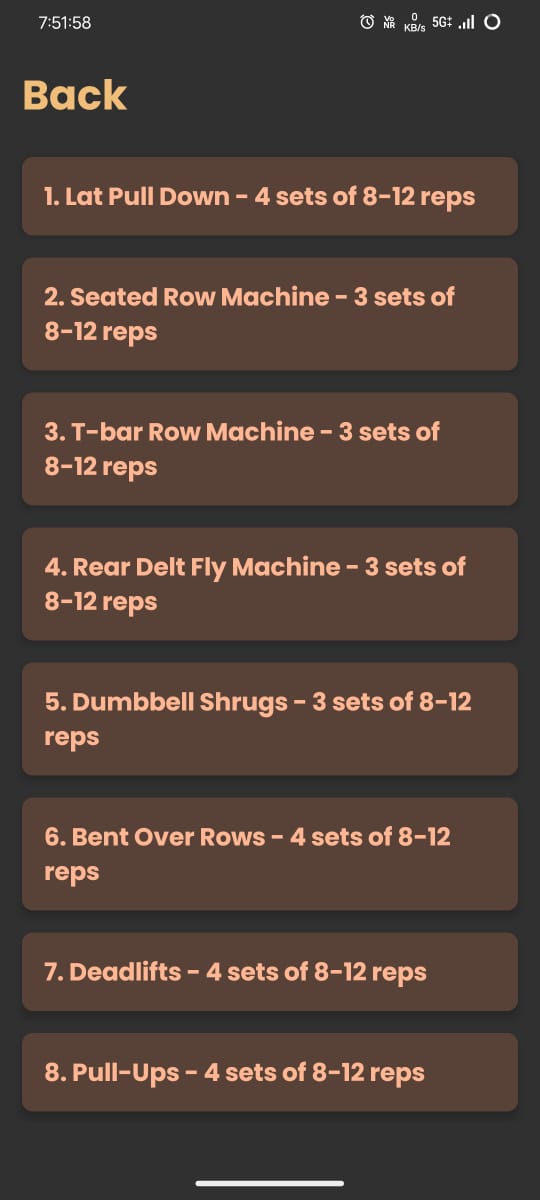 7:51:58
Vo NR 0 KB/s 5G‡
Back
1. Lat Pull Down - 4 sets of 8-12 reps
2. Seated Row Machine - 3 sets of
8-12 reps
3. T-bar Row Machine - 3 sets of
8-12 reps
4. Rear Delt Fly Machine - 3 sets of
8-12 reps
5. Dumbbell Shrugs - 3 sets of 8-12
reps
6. Bent Over Rows - 4 sets of 8-12
reps
7. Deadlifts - 4 sets of 8-12 reps
8. Pull-Ups - 4 sets of 8-12 reps